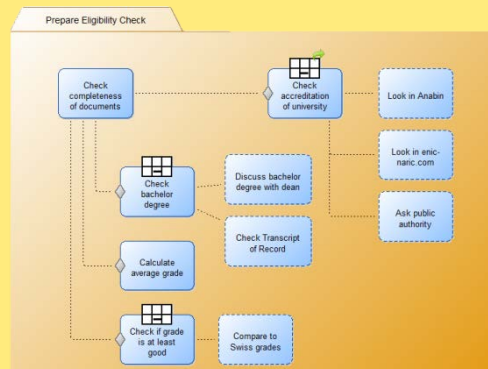 Prepare Eligibility Check
Check
completeness
of documents
Check
accreditation
of university
Look in Anabin
Look in enic-
naric.com
Ask public
authority
Check
bachelor
degree
Discuss bachelor
degree with dean
Check Transcript
of Record
Calculate
average grade
Check if grade
is at least
good
Compare to
Swiss grades